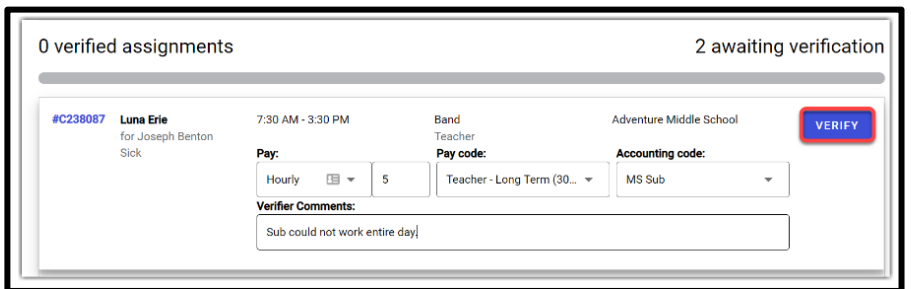 0 verified assignments 2 awaiting verification
#C238087 Luna Erie 7:30 AM - 3:30 PM Band Adventure Middle School VERIFY
for Joseph Benton Teacher
Sick Pay: Pay code: Accounting code:
Hourly 5 Teacher - Long Term (30... MS Sub
Verifier Comments:
Sub could not work entire day.